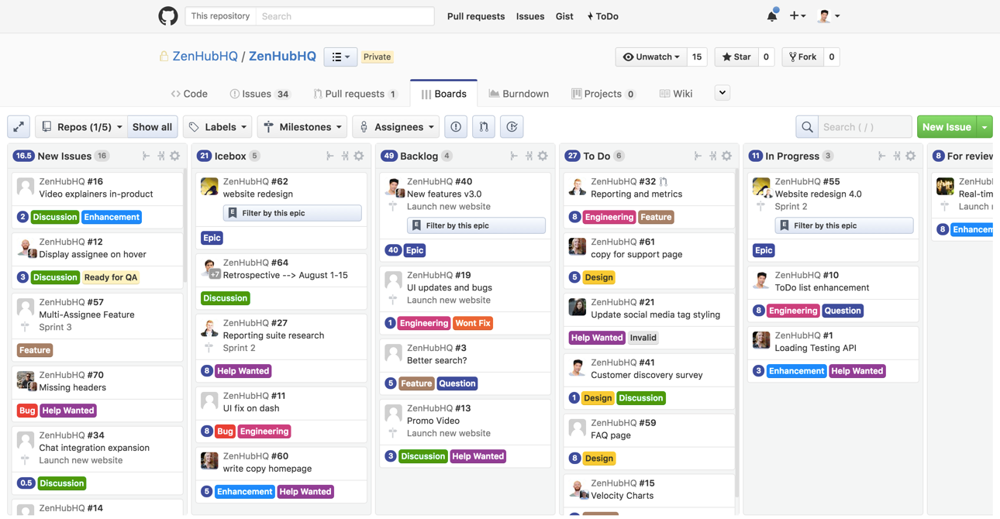 This repository Search Pull requests Issues Gist ToDo
ZenHubHQ / ZenHubHQ Private Unwatch 15 Star 0 Fork 0
Code Issues 34 Pull requests 1 Boards Burndown Projects 0 Wiki
Repos (1/5) Show all Labels Milestones Assignees Search ( / ) New Issue
16.5 New Issues 16
ZenHubHQ #16
Video explainers in-product
2 Discussion Enhancement
ZenHubHQ #12
Display assignee on hover
3 Discussion Ready for QA
ZenHubHQ #57
Multi-Assignee Feature
Sprint 3
Feature
ZenHubHQ #70
Missing headers
Bug Help Wanted
ZenHubHQ #34
Chat integration expansion
Launch new website
0.5 Discussion
ZenHubHQ #14
21 Icebox 5
ZenHubHQ #62
website redesign
Filter by this epic
Epic
ZenHubHQ #64
+7
Retrospective --> August 1-15
Discussion
ZenHubHQ #27
Reporting suite research
Sprint 2
8 Help Wanted
ZenHubHQ #11
UI fix on dash
8 Bug Engineering
ZenHubHQ #60
write copy homepage
5 Enhancement Help Wanted
49 Backlog 4
ZenHubHQ #40
New features v3.0
Launch new website
Filter by this epic
40 Epic
ZenHubHQ #19
UI updates and bugs
Launch new website
1 Engineering Wont Fix
ZenHubHQ #3
Better search?
5 Feature Question
ZenHubHQ #13
Promo Video
Launch new website
3 Discussion Help Wanted
27 To Do 6
ZenHubHQ #32
Reporting and metrics
8 Engineering Feature
ZenHubHQ #61
copy for support page
5 Design
ZenHubHQ #21
Update social media tag styling
Help Wanted Invalid
ZenHubHQ #41
Customer discovery survey
1 Design Discussion
ZenHubHQ #59
FAQ page
8 Design
ZenHubHQ #15
Velocity Charts
11 In Progress 3
ZenHubHQ #55
Website redesign 4.0
Sprint 2
Filter by this epic
Epic
ZenHubHQ #10
ToDo list enhancement
8 Engineering Question
ZenHubHQ #1
Loading Testing API
3 Enhancement Help Wanted
8 For review
ZenHub
Real-tim
Launch
8 Enhancem